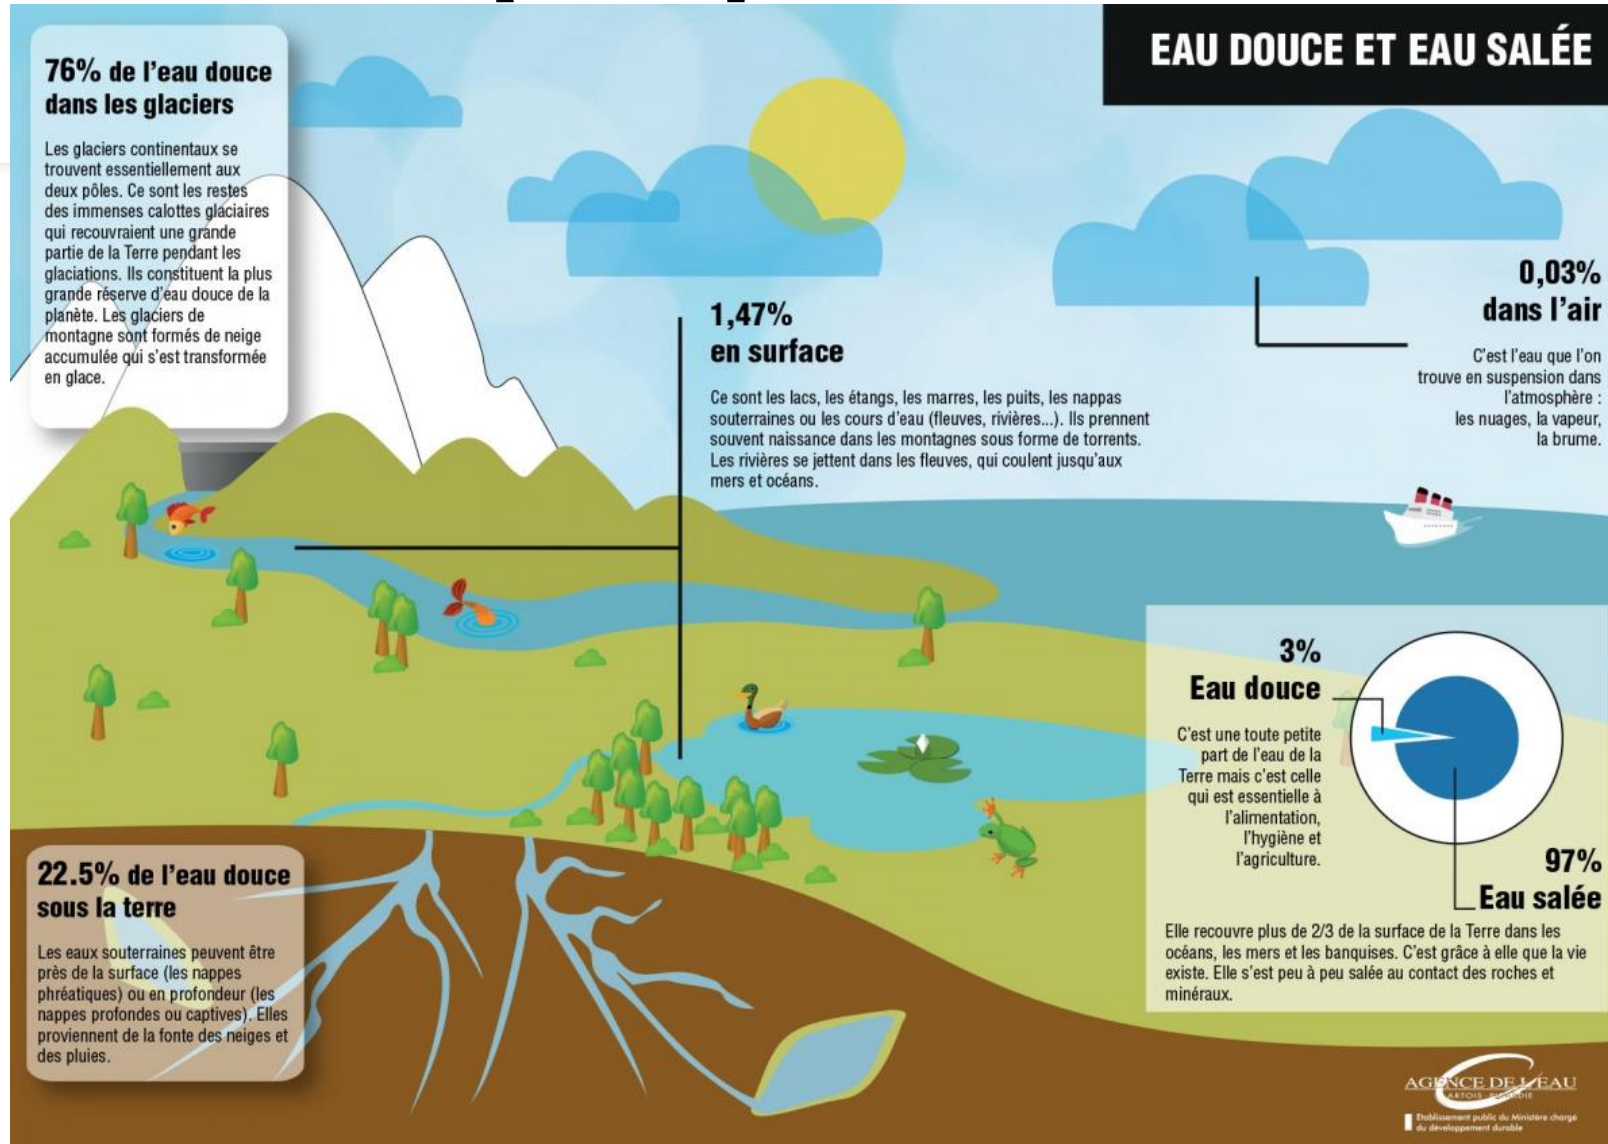 EAU DOUCE ET EAU SALÉE
76% de l'eau douce
dans les glaciers
Les glaciers continentaux se
trouvent essentiellement aux
deux pôles. Ce sont les restes
des immenses calottes glaciaires
qui recouvraient une grande
partie de la Terre pendant les
glaciations. Ils constituent la plus
grande réserve d'eau douce de la
planète. Les glaciers de
montagne sont formés de neige
accumulée qui s'est transformée
en glace.
1,47%
en surface
Ce sont les lacs, les étangs, les marres, les puits, les nappas
souterraines ou les cours d'eau (fleuves, rivières...). Ils prennent
souvent naissance dans les montagnes sous forme de torrents.
Les rivières se jettent dans les fleuves, qui coulent jusqu'aux
mers et océans.
0,03%
dans l'air
C'est l'eau que l'on
trouve en suspension dans
l'atmosphère :
les nuages, la vapeur,
la brume.
3%
Eau douce
C'est une toute petite
part de l'eau de la
Terre mais c'est celle
qui est essentielle à
l'alimentation,
l'hygiène et
l'agriculture.
97%
Eau salée
Elle recouvre plus de 2/3 de la surface de la Terre dans les
océans, les mers et les banquises. C'est grâce à elle que la vie
existe. Elle s'est peu à peu salée au contact des roches et
minéraux.
22.5% de l'eau douce
sous la terre
Les eaux souterraines peuvent être
près de la surface (les nappes
phréatiques) ou en profondeur (les
nappes profondes ou captives). Elles
proviennent de la fonte des neiges et
des pluies.
AGENCE DE L'EAU
ARTOIS - PICARDIE
Etablissement public du Ministère chargé
du développement durable